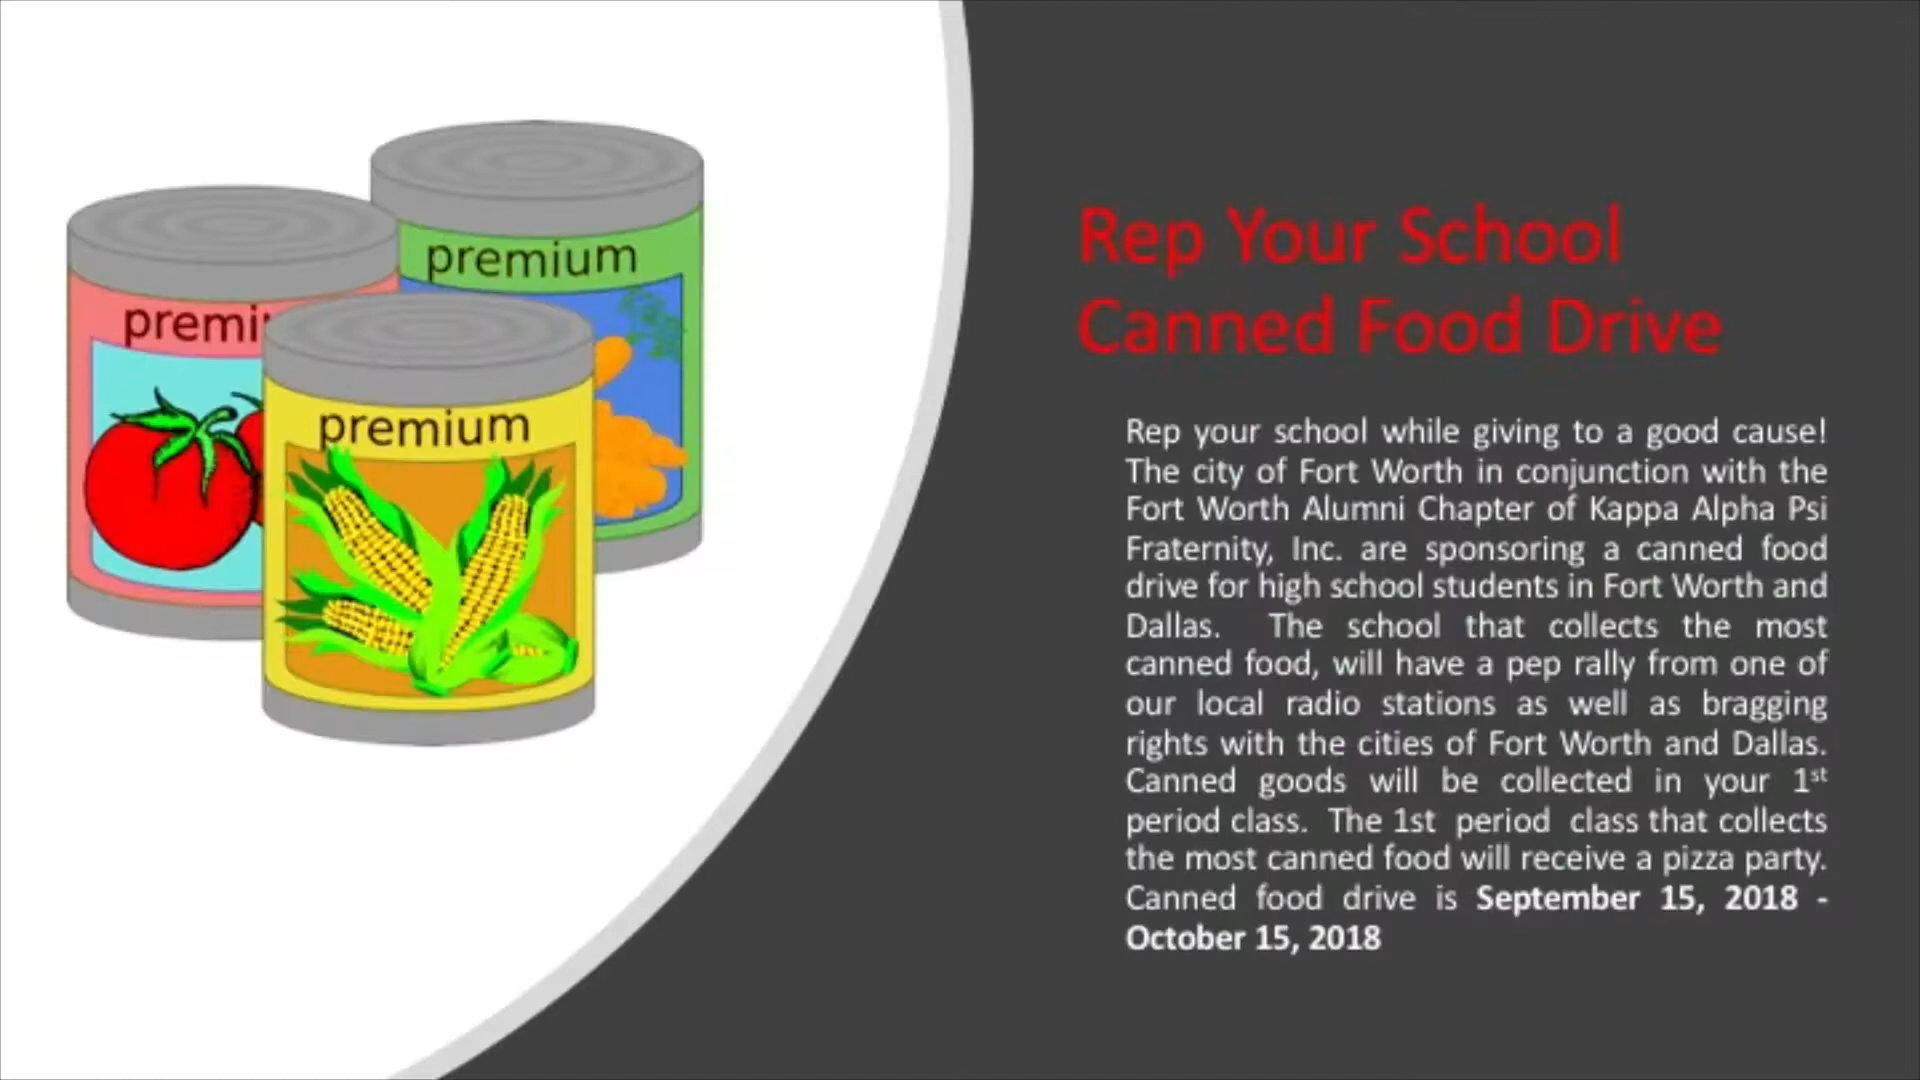 premium
premi
premium
Rep Your School
Canned Food Drive
Rep your school while giving to a good cause!
The city of Fort Worth in conjunction with the
Fort Worth Alumni Chapter of Kappa Alpha Psi
Fraternity, Inc. are sponsoring a canned food
drive for high school students in Fort Worth and
Dallas. The school that collects the most
canned food, will have a pep rally from one of
our local radio stations as well as bragging
rights with the cities of Fort Worth and Dallas.
Canned goods will be collected in your 1st
period class. The 1st period class that collects
the most canned food will receive a pizza party.
Canned food drive is September 15, 2018 -
October 15, 2018